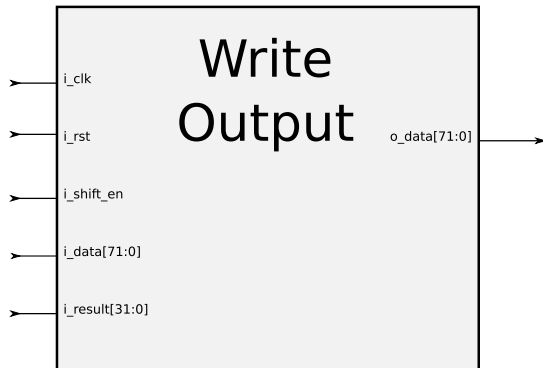 Write
Output
i_clk
i_rst
o_data[71:0]
i_shift_en
i_data[71:0]
i_result[31:0]